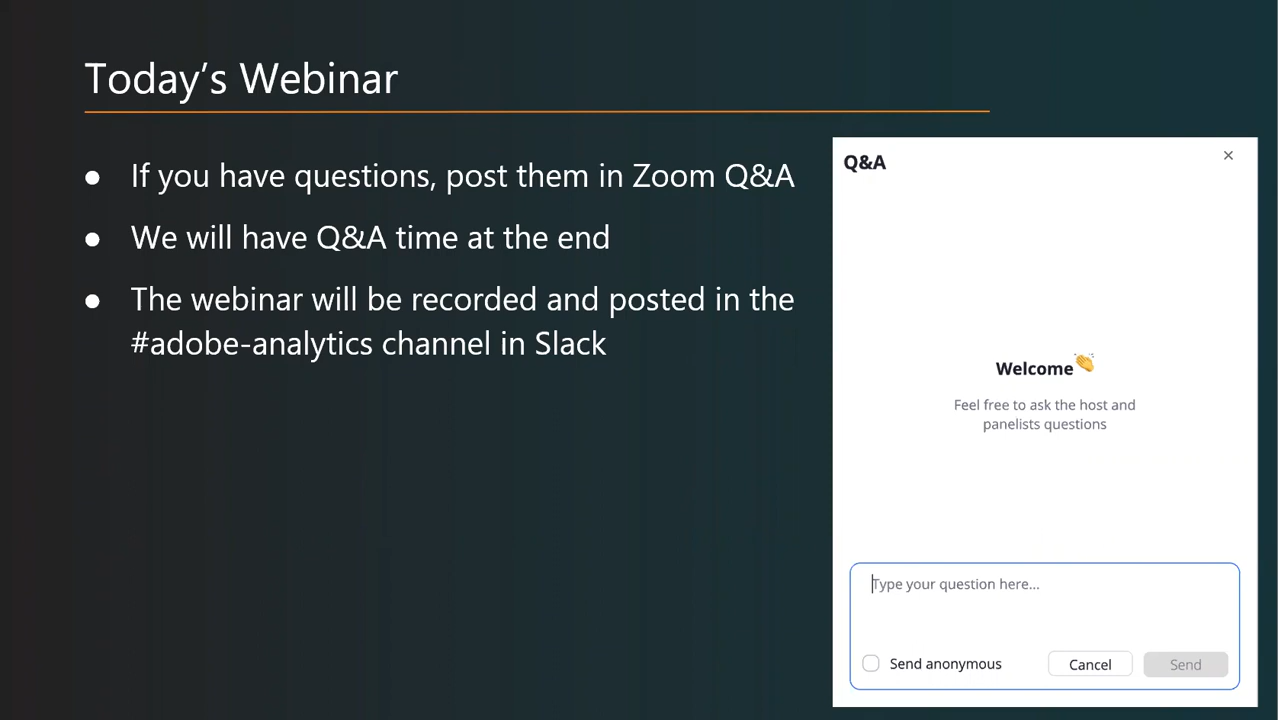 Today’s Webinar
● If you have questions, post them in Zoom Q&A
● We will have Q&A time at the end
● The webinar will be recorded and posted in the
#adobe-analytics channel in Slack
Q&A
Welcome👏
Feel free to ask the host and
panelists questions
Type your question here...
Send anonymous
Cancel
Send